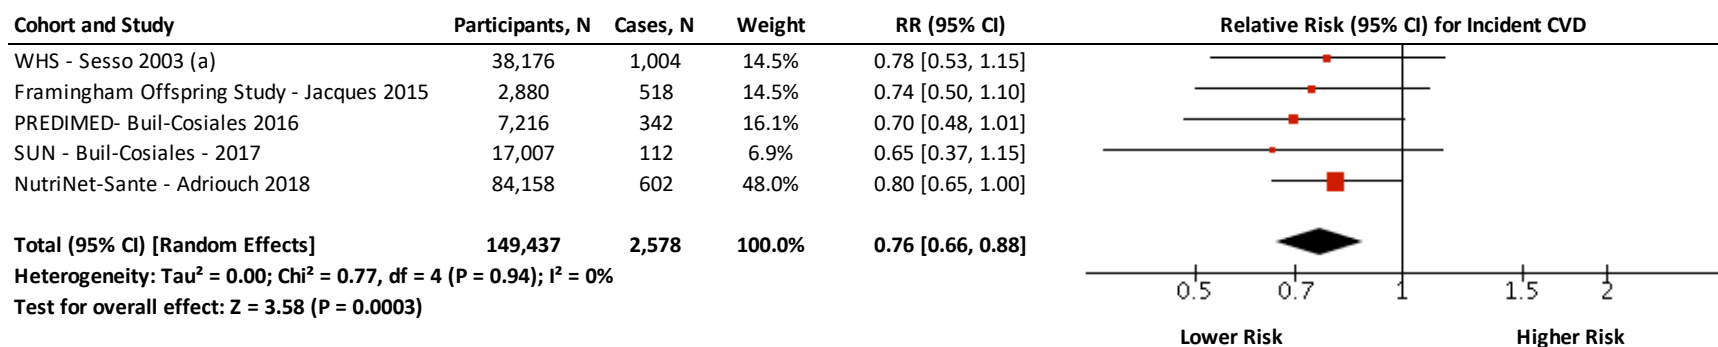 Cohort and Study Participants, N Cases, N Weight RR (95% CI) Relative Risk (95% CI) for Incident CVD
WHS - Sesso 2003 (a) 38,176 1,004 14.5% 0.78 [0.53, 1.15]
Framingham Offspring Study - Jacques 2015 2,880 518 14.5% 0.74 [0.50, 1.10]
PREDIMED- Buil-Cosiales 2016 7,216 342 16.1% 0.70 [0.48, 1.01]
SUN - Buil-Cosiales - 2017 17,007 112 6.9% 0.65 [0.37, 1.15]
NutriNet-Sante - Adriouch 2018 84,158 602 48.0% 0.80 [0.65, 1.00]
Total (95% CI) [Random Effects] 149,437 2,578 100.0% 0.76 [0.66, 0.88]
Heterogeneity: Tau² = 0.00; Chi² = 0.77, df = 4 (P = 0.94); I² = 0%
Test for overall effect: Z = 3.58 (P = 0.0003)
0.5 0.7 1 1.5 2
Lower Risk Higher Risk